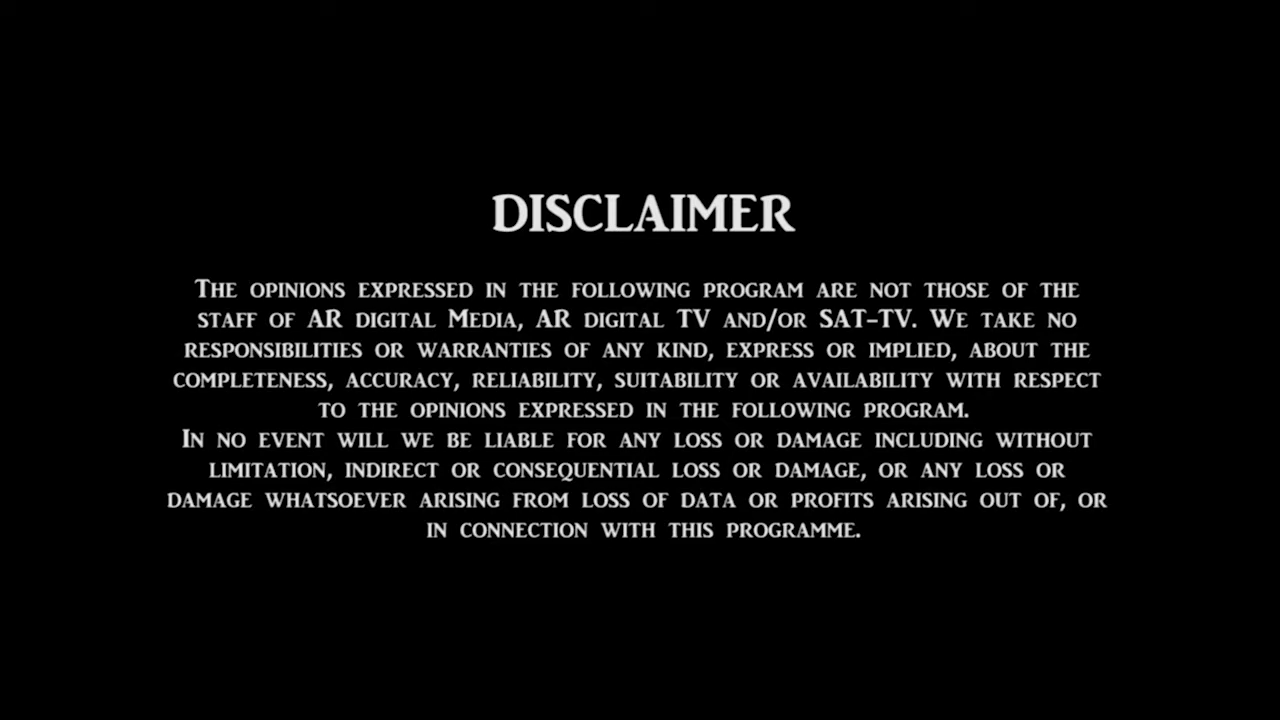 DISCLAIMER
The opinions expressed in the following program are not those of the
staff of AR digital Media, AR digital TV and/or SAT-TV. We take no
responsibilities or warranties of any kind, express or implied, about the
completeness, accuracy, reliability, suitability or availability with respect
to the opinions expressed in the following program.
In no event will we be liable for any loss or damage including without
limitation, indirect or consequential loss or damage, or any loss or
damage whatsoever arising from loss of data or profits arising out of, or
in connection with this programme.